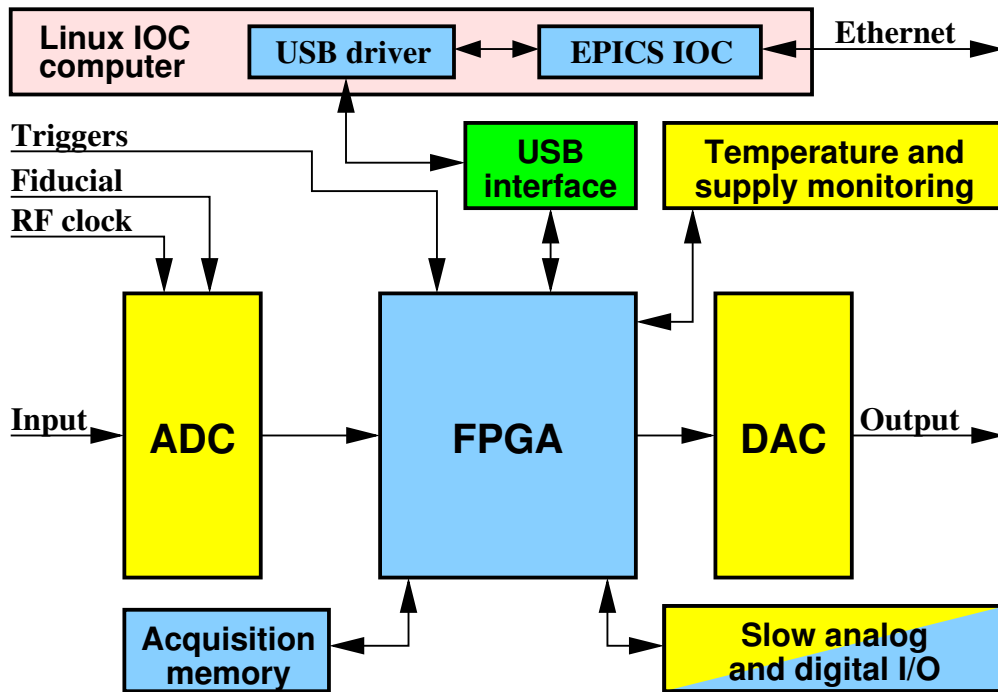 Linux IOC
computer
USB driver
EPICS IOC
Ethernet
Triggers
Fiducial
RF clock
USB
interface
Temperature and
supply monitoring
Input
ADC
FPGA
DAC
Output
Acquisition
memory
Slow analog
and digital I/O